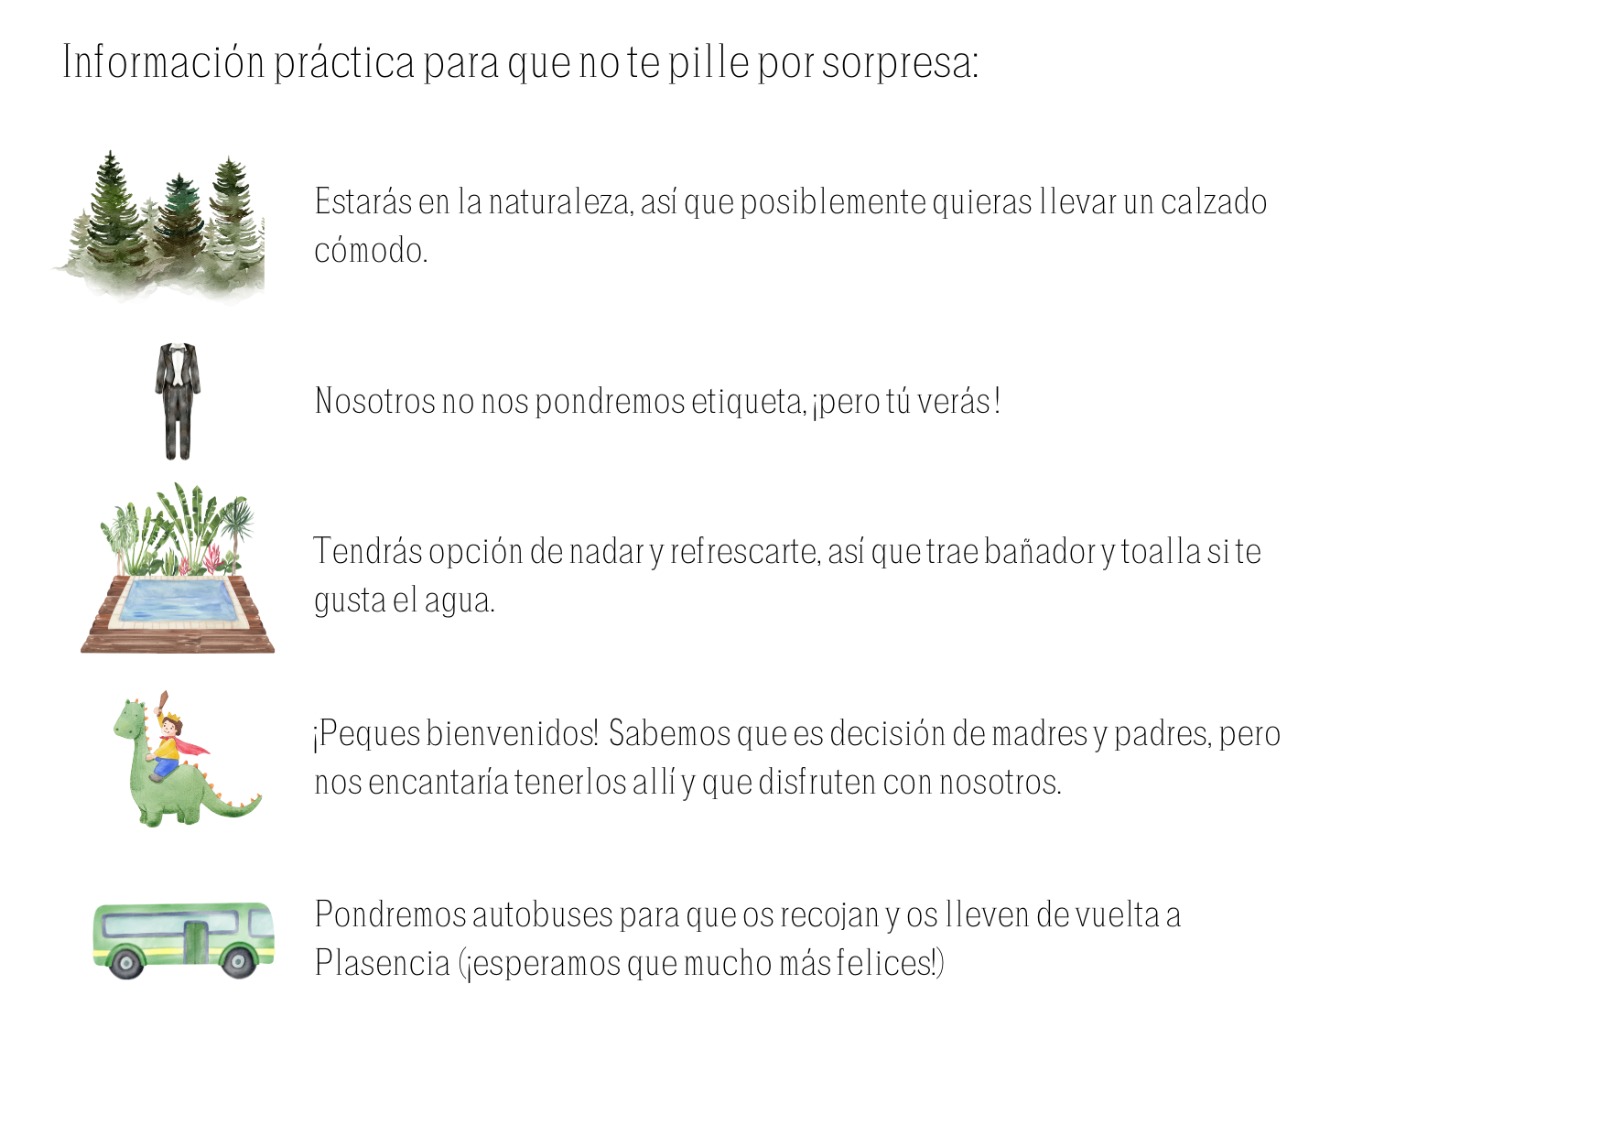 Información práctica para que no te pille por sorpresa:
Estarás en la naturaleza, así que posiblemente quieras llevar un calzado
cómodo.
Nosotros no nos pondremos etiqueta, ¡pero tú verás!
Tendrás opción de nadar y refrescarte, así que trae bañador y toalla si te
gusta el agua.
¡Peques bienvenidos! Sabemos que es decisión de madres y padres, pero
nos encantaría tenerlos allí y que disfruten con nosotros.
Pondremos autobuses para que os recojan y os lleven de vuelta a
Plasencia (¡esperamos que mucho más felices!)